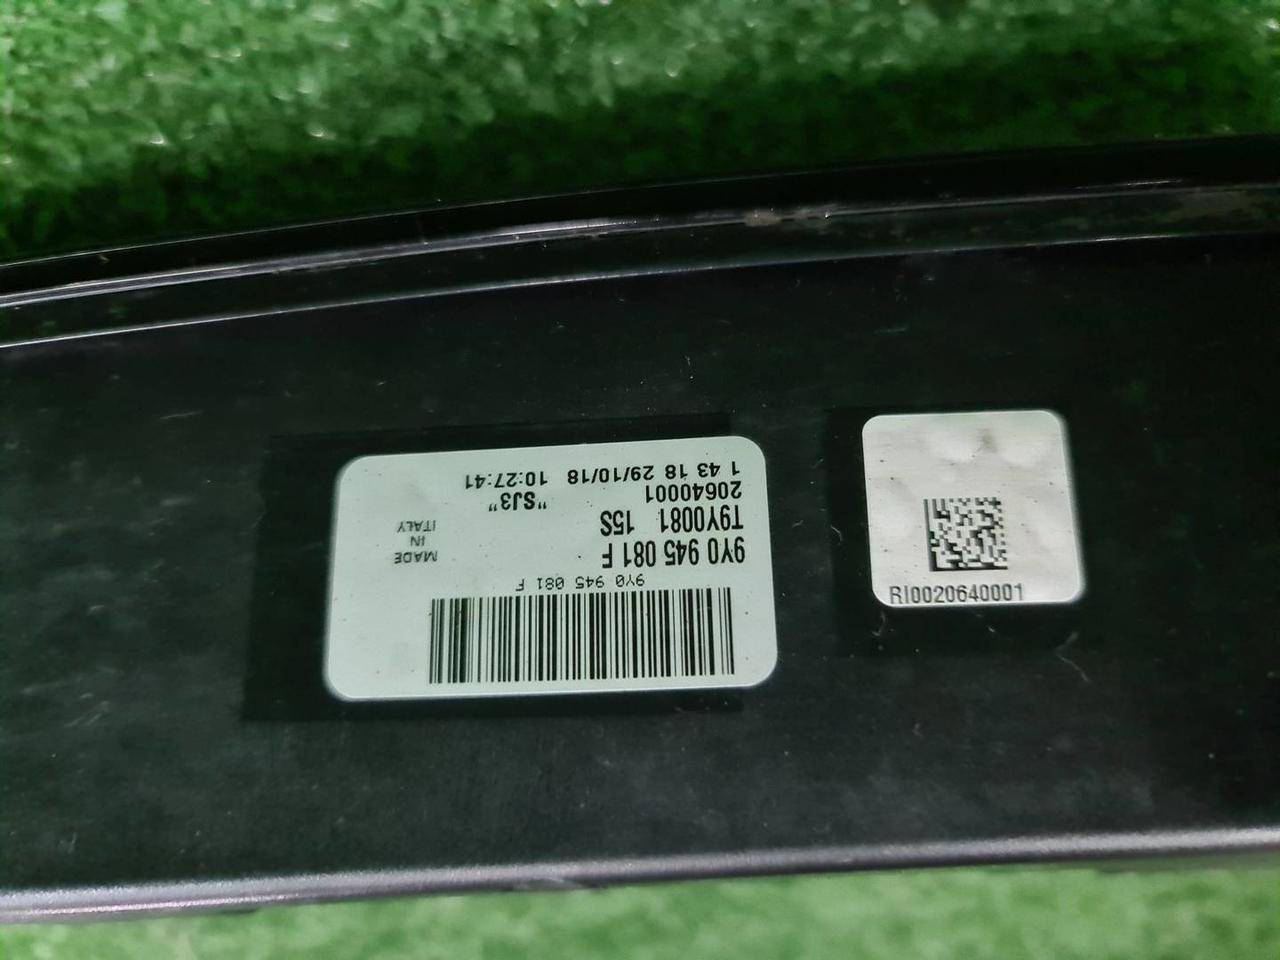 9Y0 945 081 F
9Y0 945 081 F
T9Y0081 15S
20640001 "SJ3"
1 43 18 29/10/18 10:27:41
MADE
IN
ITALY
RI0020640001